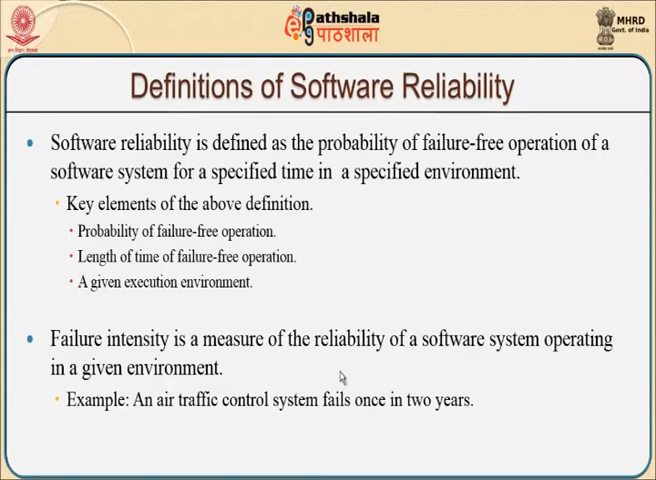 ePathshala
पाठशाला
MHRD
Govt. of India
Definitions of Software Reliability
• Software reliability is defined as the probability of failure-free operation of a
software system for a specified time in a specified environment.
• Key elements of the above definition.
• Probability of failure-free operation.
• Length of time of failure-free operation.
• A given execution environment.
• Failure intensity is a measure of the reliability of a software system operating
in a given environment.
• Example: An air traffic control system fails once in two years.